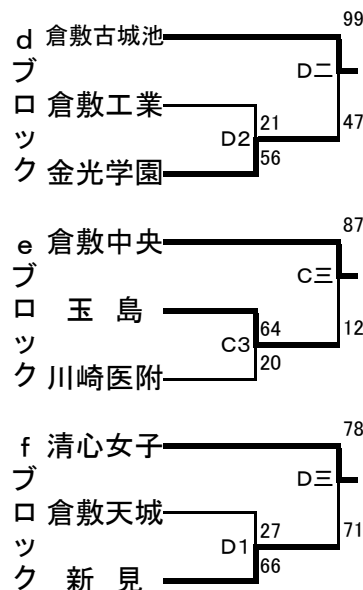 dブロック
倉敷古城池
99
D二
倉敷工業
21
47
D2
56
金光学園
eブロック
倉敷中央
87
C三
玉島
64
12
C3
20
川崎医附
fブロック
清心女子
78
D三
倉敷天城
27
71
D1
66
新見